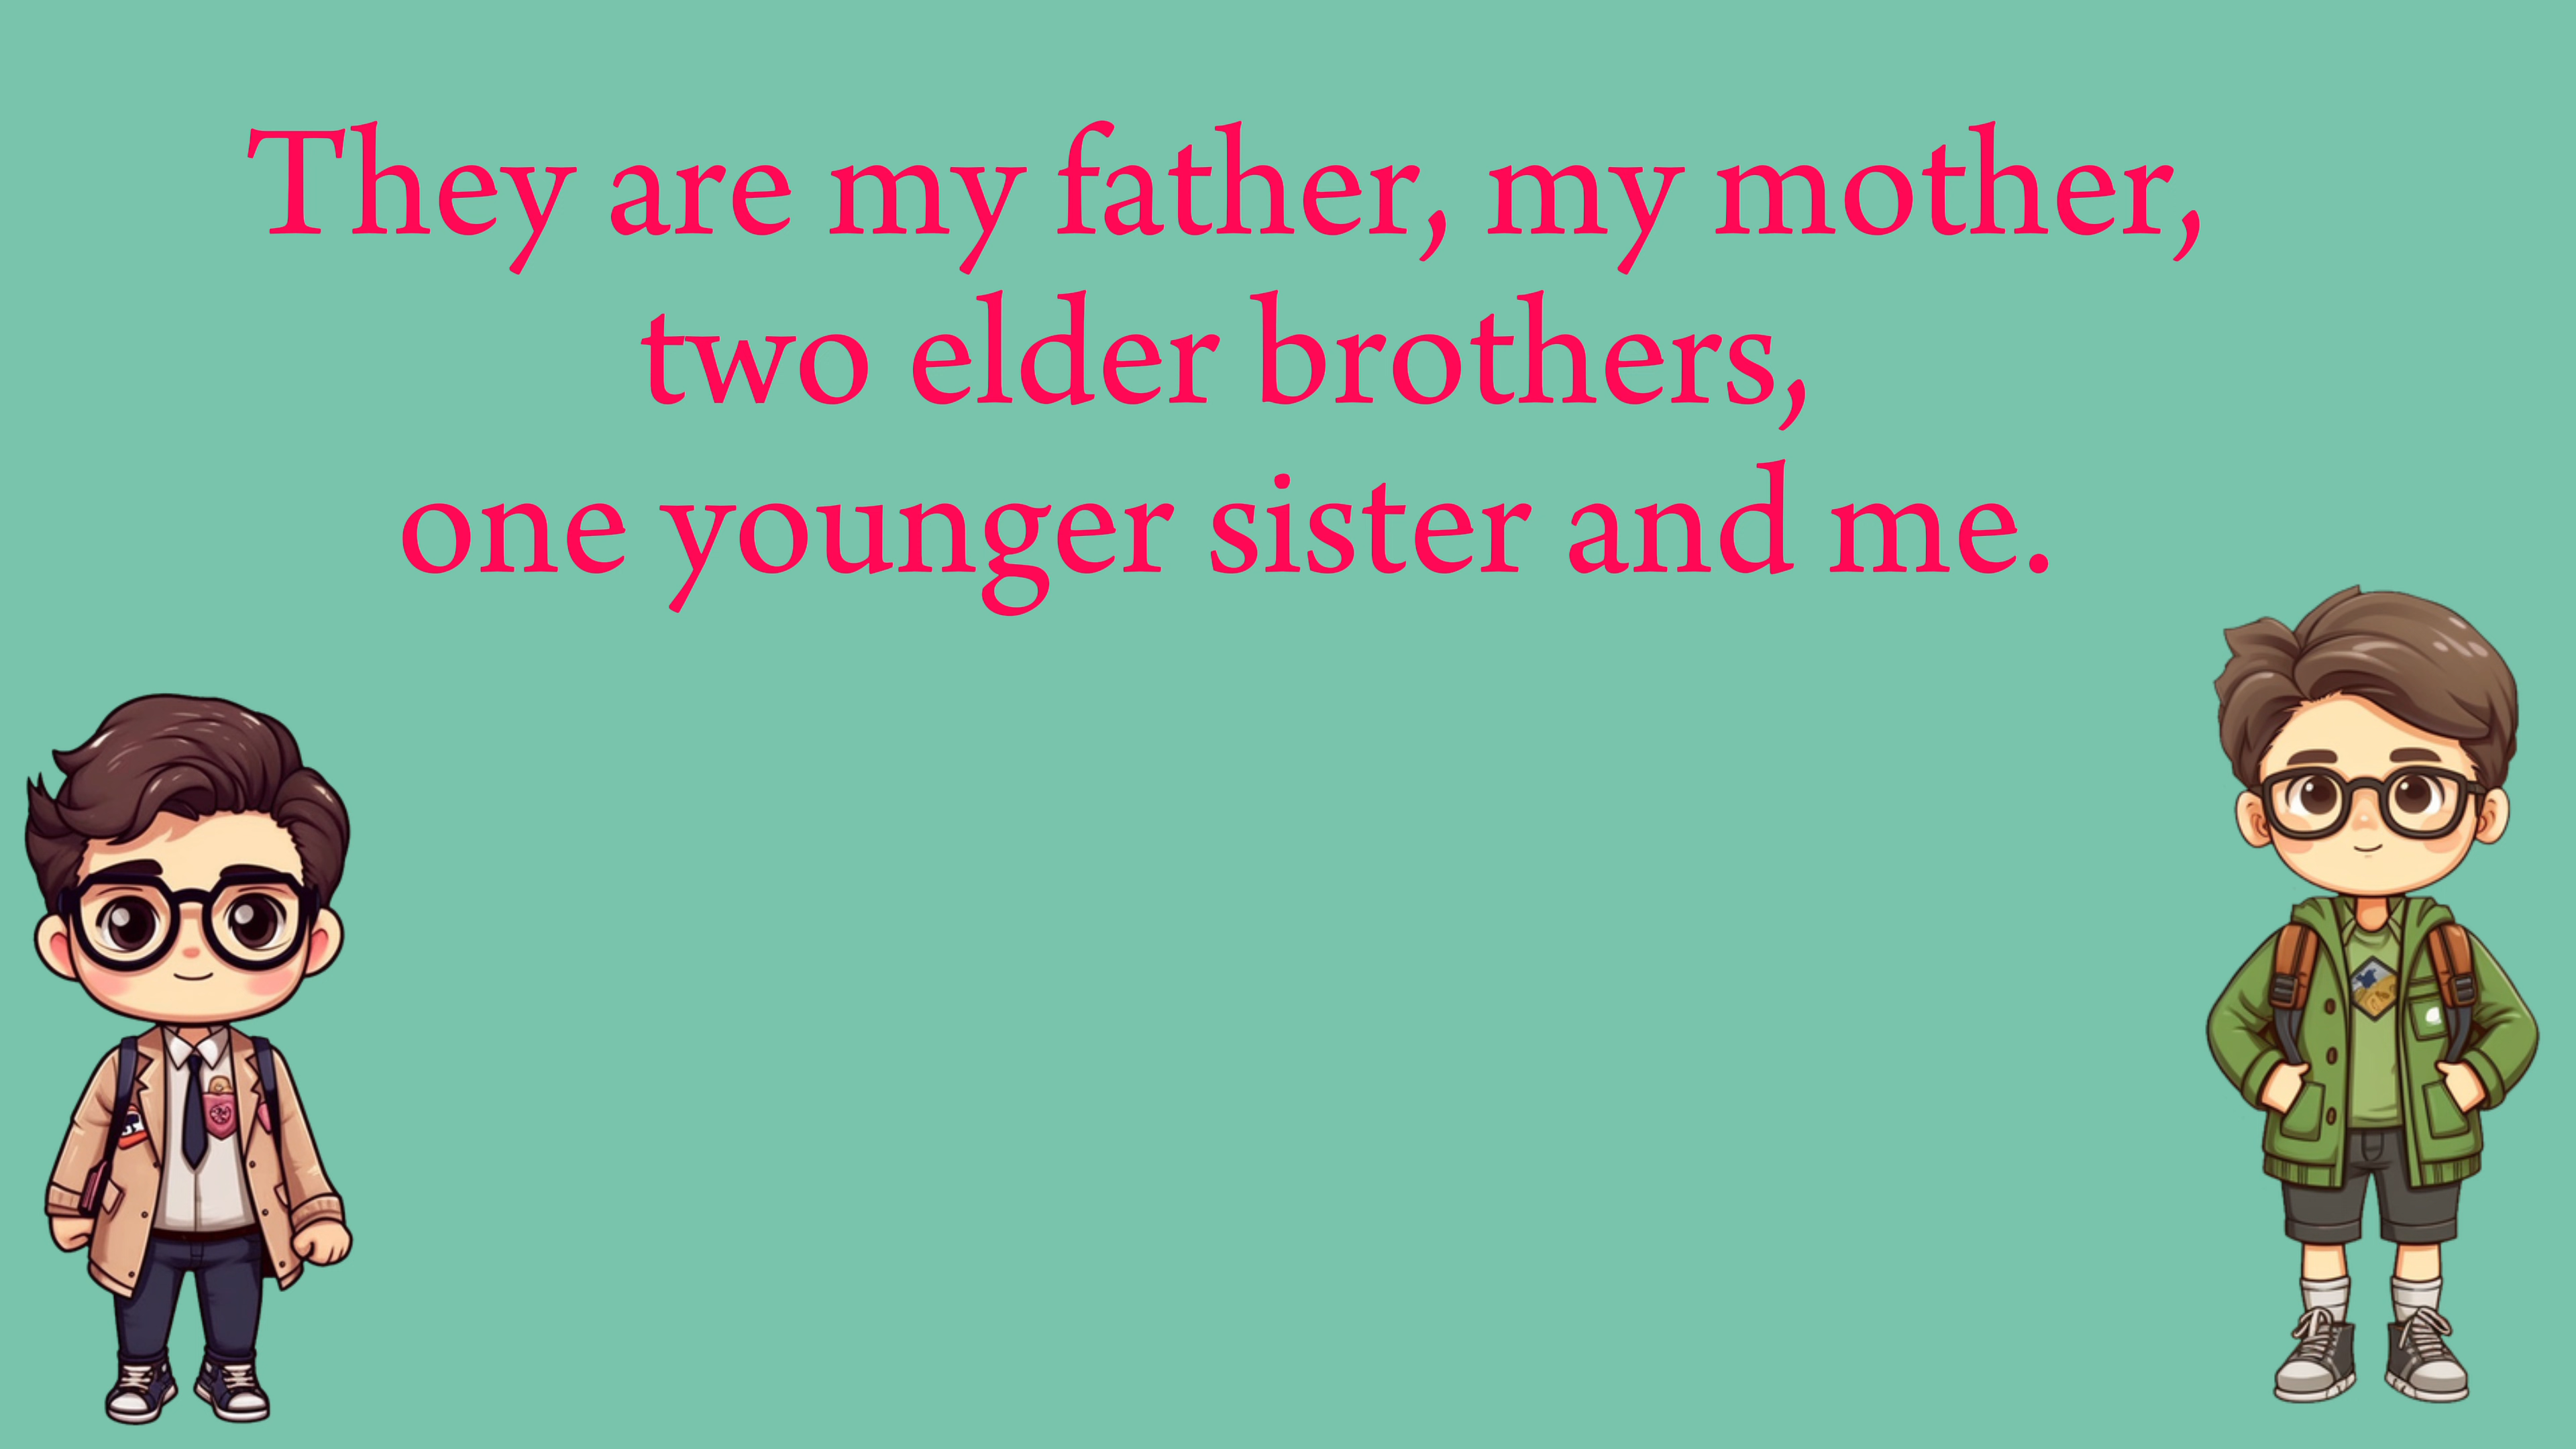 They are my father, my mother,
two elder brothers,
one younger sister and me.